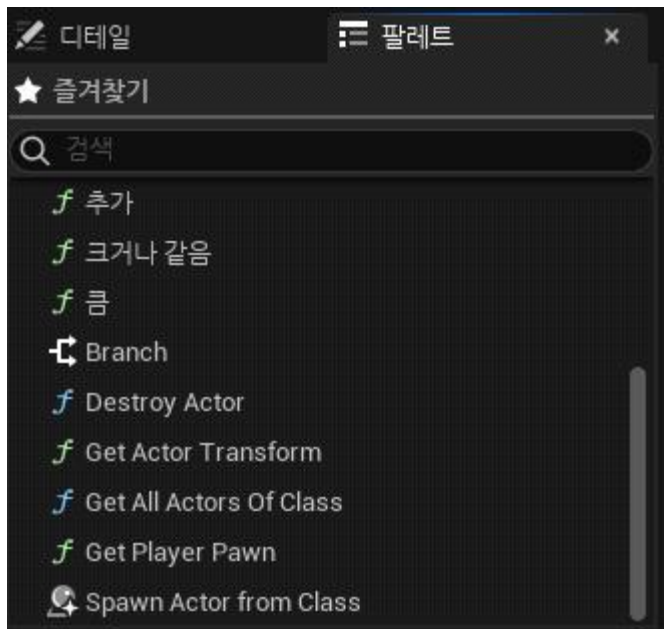 디테일 팔레트
즐겨찾기
검색
추가
크거나 같음
큼
Branch
Destroy Actor
Get Actor Transform
Get All Actors Of Class
Get Player Pawn
Spawn Actor from Class